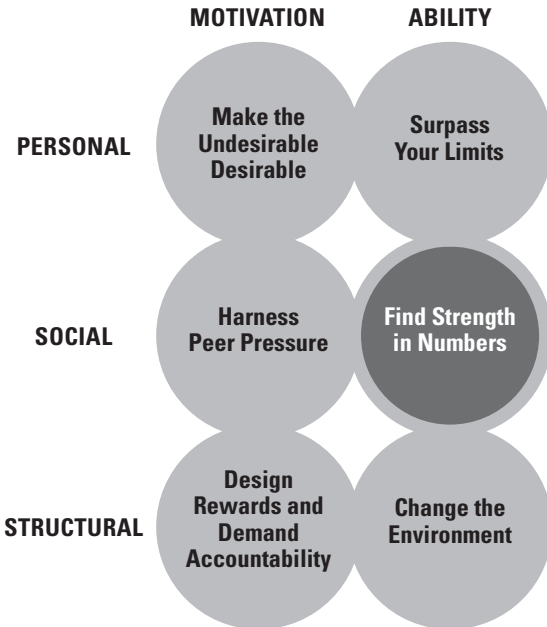 MOTIVATION
ABILITY
PERSONAL
Make the
Undesirable
Desirable
Surpass
Your Limits
SOCIAL
Harness
Peer Pressure
Find Strength
in Numbers
STRUCTURAL
Design
Rewards and
Demand
Accountability
Change the
Environment